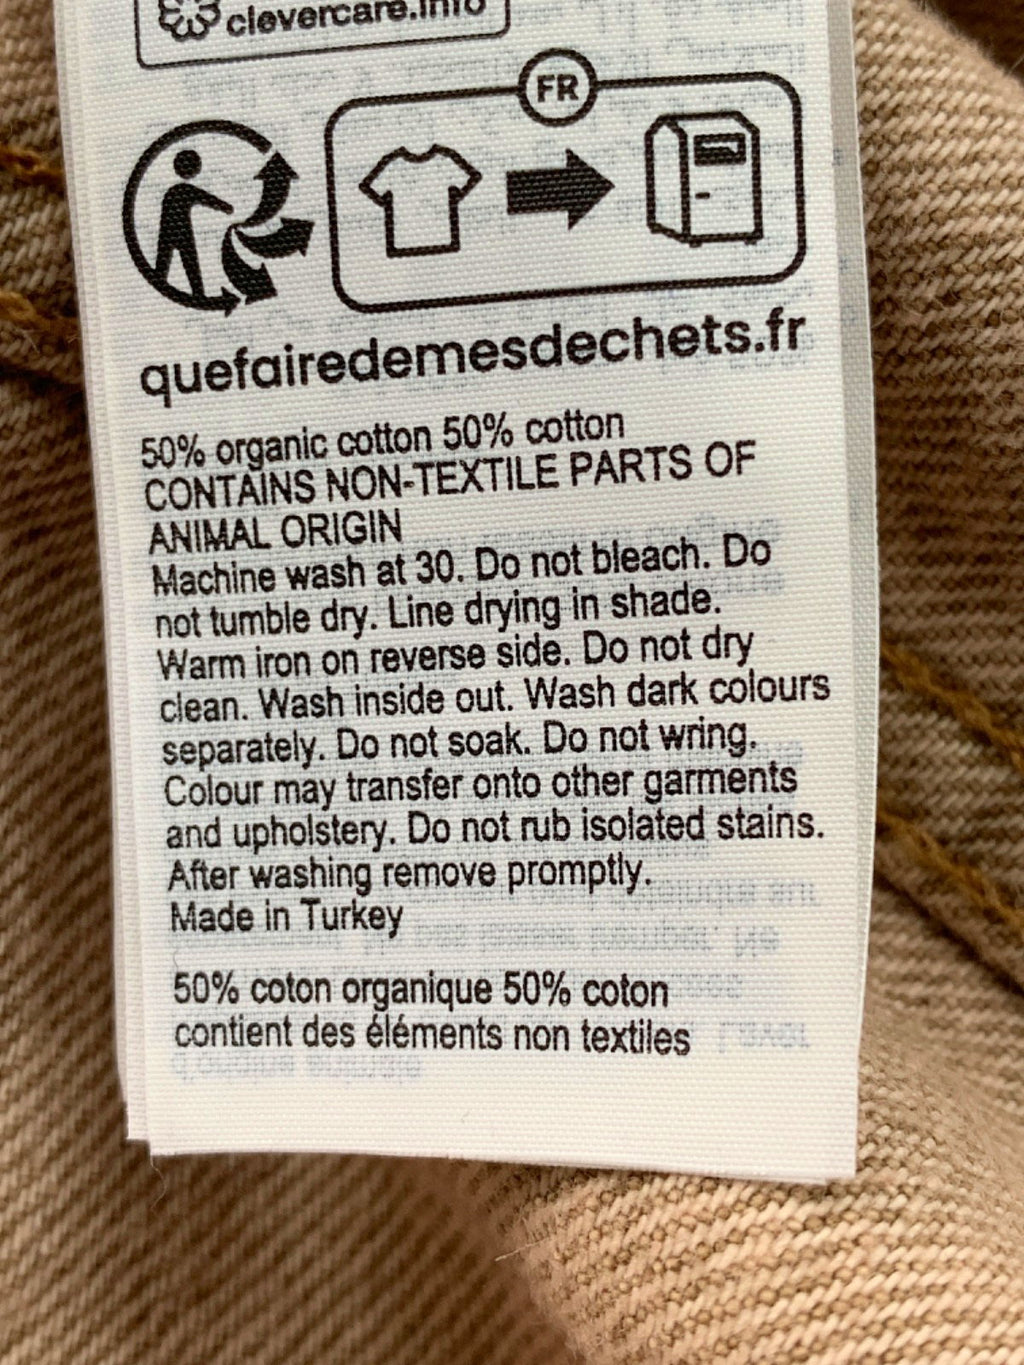 clevercare.info
FR
quefairedemesdechets.fr
50% organic cotton 50% cotton
CONTAINS NON-TEXTILE PARTS OF
ANIMAL ORIGIN
Machine wash at 30. Do not bleach. Do
not tumble dry. Line drying in shade.
Warm iron on reverse side. Do not dry
clean. Wash inside out. Wash dark colours
separately. Do not soak. Do not wring.
Colour may transfer onto other garments
and upholstery. Do not rub isolated stains.
After washing remove promptly.
Made in Turkey
50% coton organique 50% coton
contient des éléments non textiles